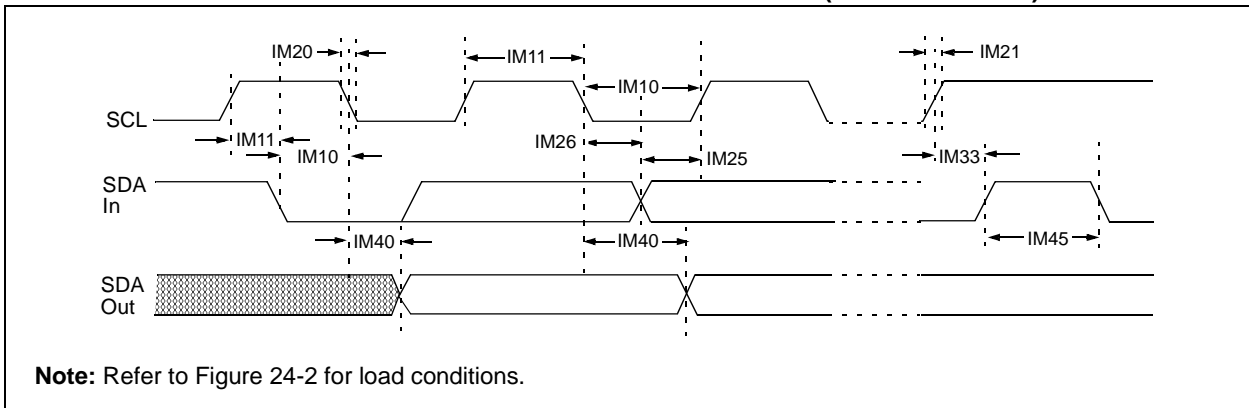 IM20
IM11
IM21
IM10
SCL
IM11
IM10
IM26
IM25
IM33
SDA
In
IM40
IM40
IM45
SDA
Out
Note: Refer to Figure 24-2 for load conditions.